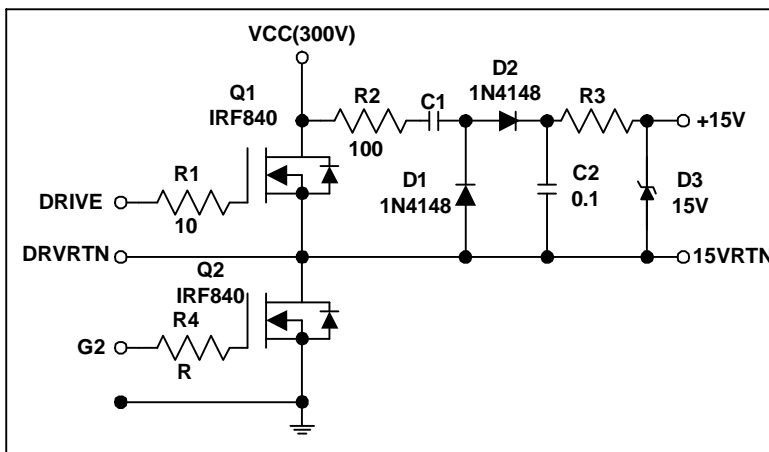 VCC(300V)
Q1
IRF840
R2
100
C1
D2
1N4148
R3
+15V
R1
10
DRIVE
D1
1N4148
C2
0.1
D3
15V
DRVRTN
15VRTN
Q2
IRF840
R4
R
G2